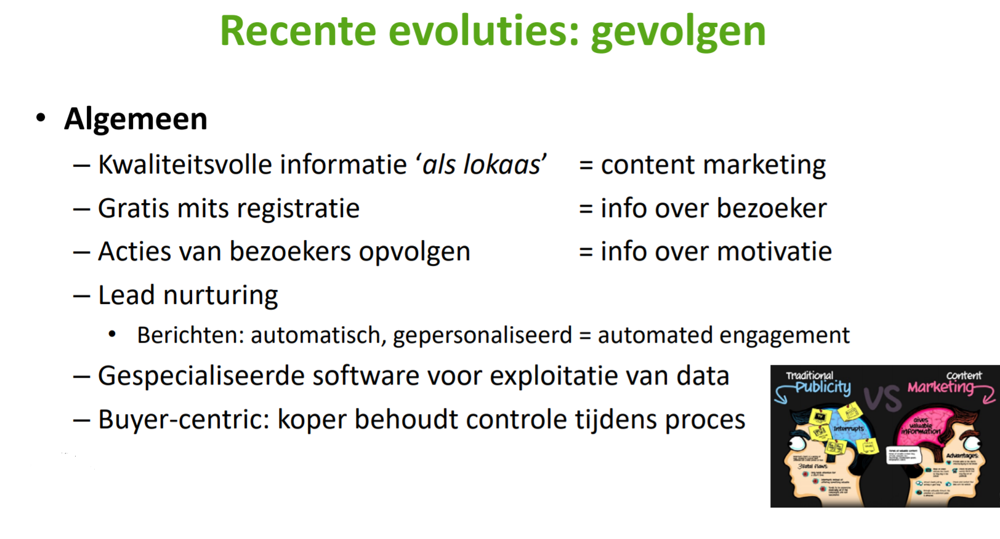 Recente evoluties: gevolgen
• Algemeen
– Kwaliteitsvolle informatie ‘als lokaas’ = content marketing
– Gratis mits registratie = info over bezoeker
– Acties van bezoekers opvolgen = info over motivatie
– Lead nurturing
• Berichten: automatisch, gepersonaliseerd = automated engagement
– Gespecialiseerde software voor exploitatie van data
– Buyer-centric: koper behoudt controle tijdens proces
Traditional
Publicity
VS
Content
Marketing
Interrupts
Gives
valuable
information
3 fatal flaws
Advantages: